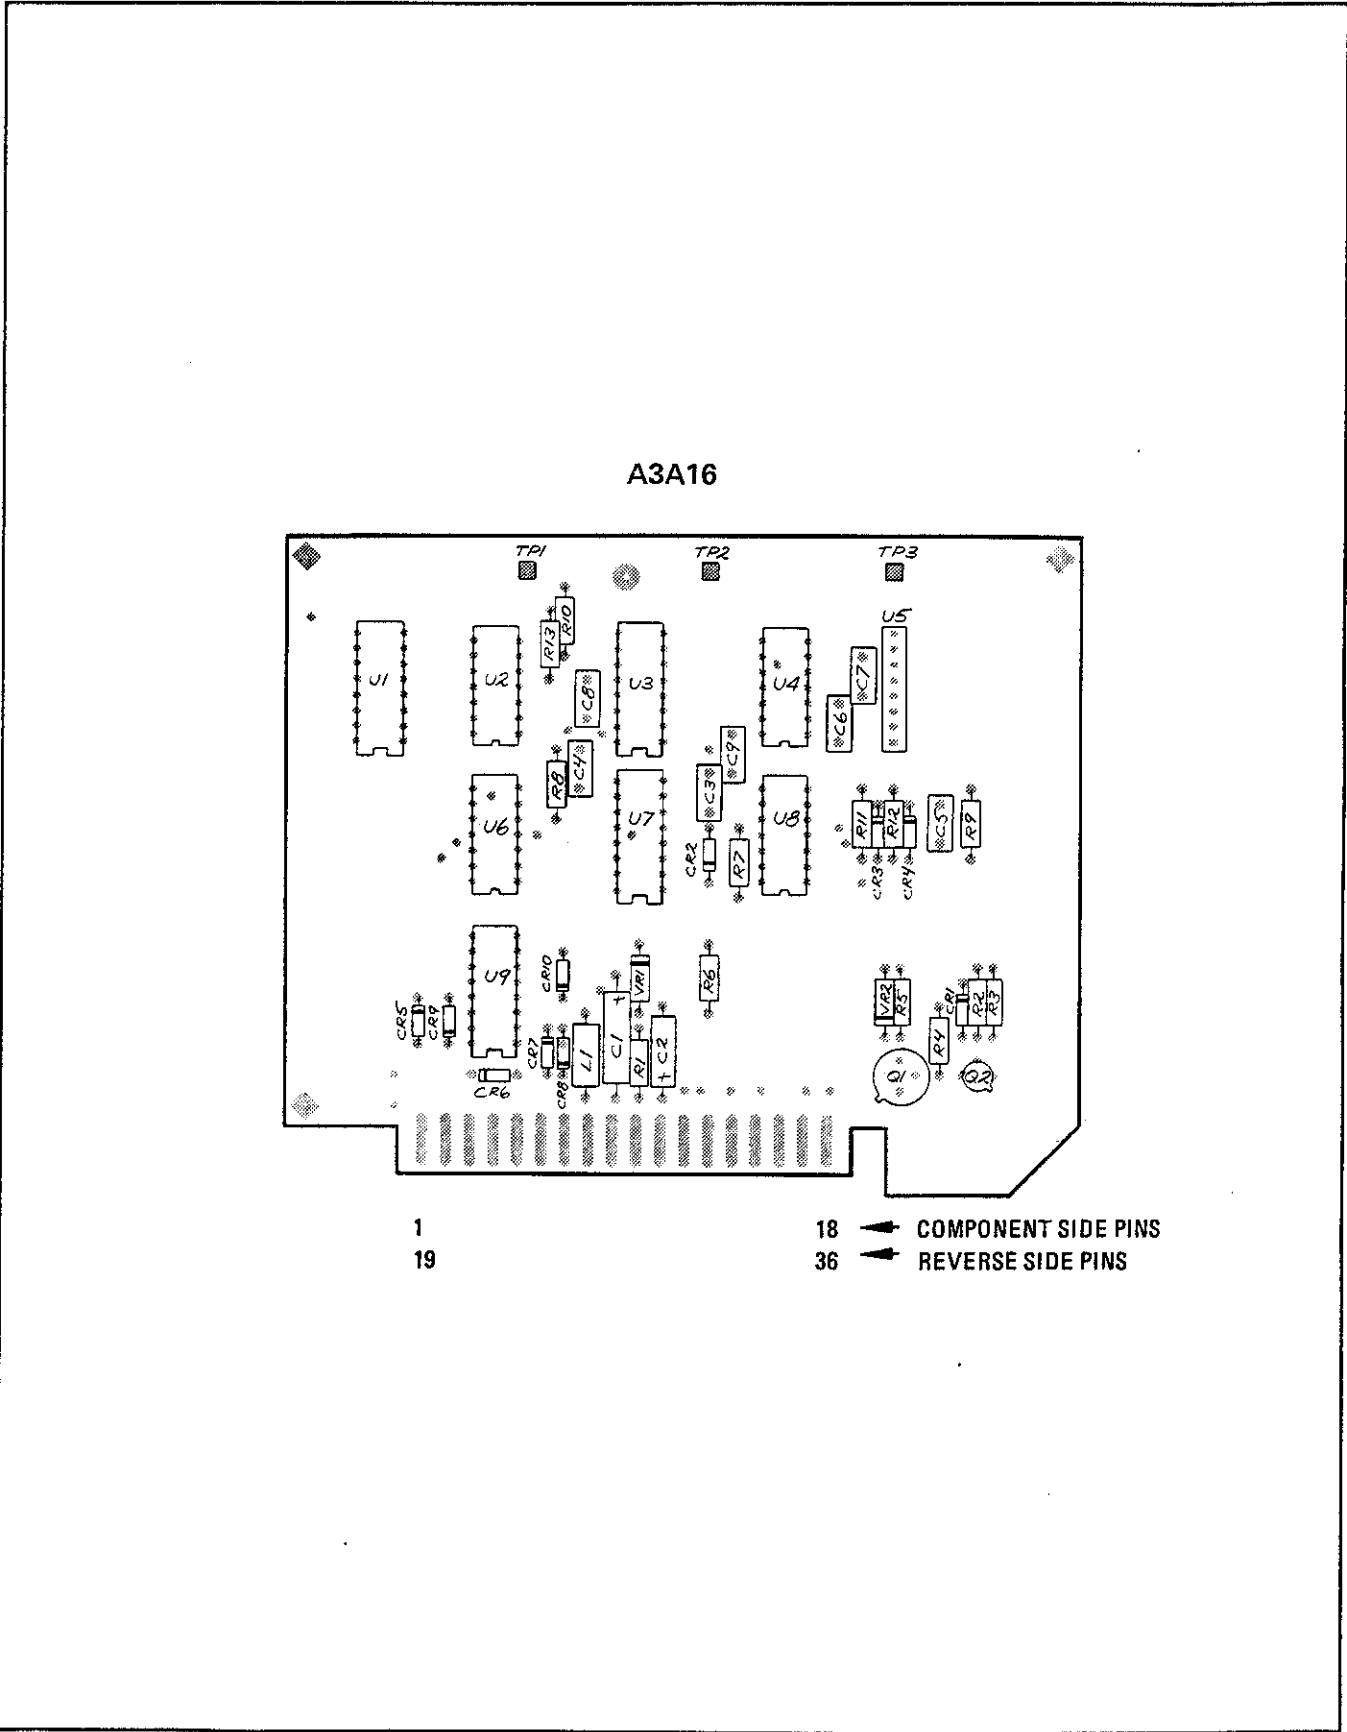 A3A16
TP1 TP2 TP3
U5
R10
R13
U1 U2 C8 U3 U4 C7
C6
C9
R8 C4 C3
U6 U7 U8 R11 R12 C5 R9
CR2 R7 CR3 CR4
U9 CR10 VR1 R6
CR5 CR9 VR2 R5 CR1 R2 R3
CR7 L1 C1 R1 C2 + R4
+
CR6 CR8 Q1 Q2
1 18 COMPONENT SIDE PINS
19 36 REVERSE SIDE PINS